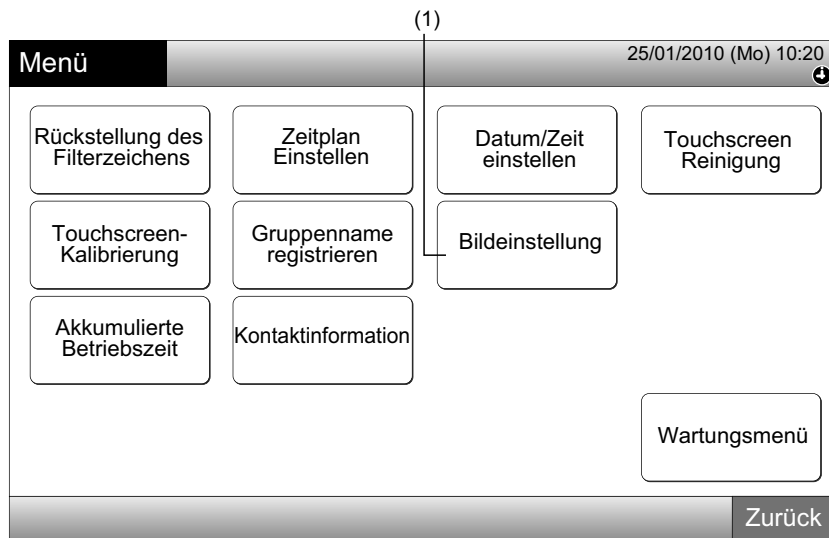 (1)
Menü
25/01/2010 (Mo) 10:20
Rückstellung des
Filterzeichens
Zeitplan
Einstellen
Datum/Zeit
einstellen
Touchscreen
Reinigung
Touchscreen-
Kalibrierung
Gruppenname
registrieren
Bildeinstellung
Akkumulierte
Betriebszeit
Kontaktinformation
Wartungsmenü
Zurück